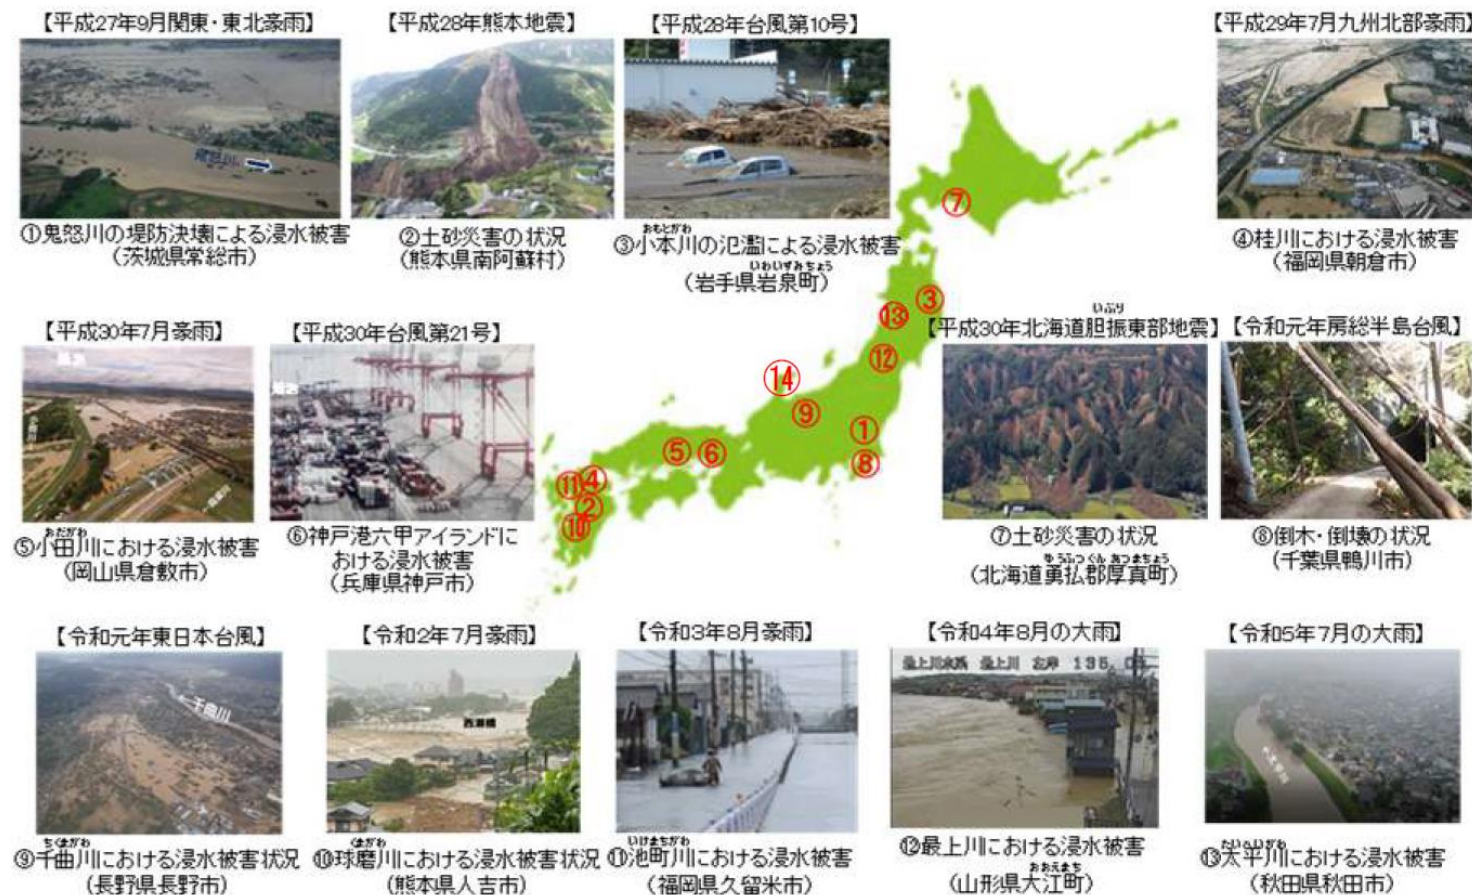 【平成27年9月関東・東北豪雨】
鬼怒川
①鬼怒川の堤防決壊による浸水被害
(茨城県常総市)
【平成28年熊本地震】
②土砂災害の状況
(熊本県南阿蘇村)
【平成28年台風第10号】
おもとがわ
③小本川の氾濫による浸水被害
いわいずみちょう
(岩手県岩泉町)
【平成29年7月九州北部豪雨】
④桂川における浸水被害
(福岡県朝倉市)
⑦
③
⑬
⑫
⑭
⑨
①
⑧
⑤
⑥
④
⑪
②
⑩
【平成30年7月豪雨】
おだがわ
⑤小田川における浸水被害
(岡山県倉敷市)
【平成30年台風第21号】
⑥神戸港六甲アイランドに
おける浸水被害
(兵庫県神戸市)
いぶり
【平成30年北海道胆振東部地震】
⑦土砂災害の状況
ゆうふつぐん あつまちょう
(北海道勇払郡厚真町)
【令和元年房総半島台風】
⑧倒木・倒壊の状況
(千葉県鴨川市)
【令和元年東日本台風】
千曲川
ちくまがわ
⑨千曲川における浸水被害状況
(長野県長野市)
【令和2年7月豪雨】
西瀬橋
くまがわ
⑩球磨川における浸水被害状況
(熊本県人吉市)
【令和3年8月豪雨】
いけまちがわ
⑪池町川における浸水被害
(福岡県久留米市)
【令和4年8月の大雨】
最上川水系 最上川 左岸
⑫最上川における浸水被害
おおえまち
(山形県大江町)
【令和5年7月の大雨】
たいへいがわ
⑬太平川における浸水被害
(秋田県秋田市)